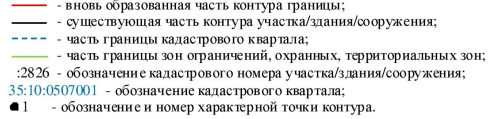 - вновь образованная часть контура границы;
- существующая часть контура участка/здания/сооружения;
- часть границы кадастрового квартала;
- часть границы зон ограничений, охранных, территориальных зон;
:2826 - обозначение кадастрового номера участка/здания/сооружения;
35:10:0507001 - обозначение кадастрового квартала;
1 - обозначение и номер характерной точки контура.